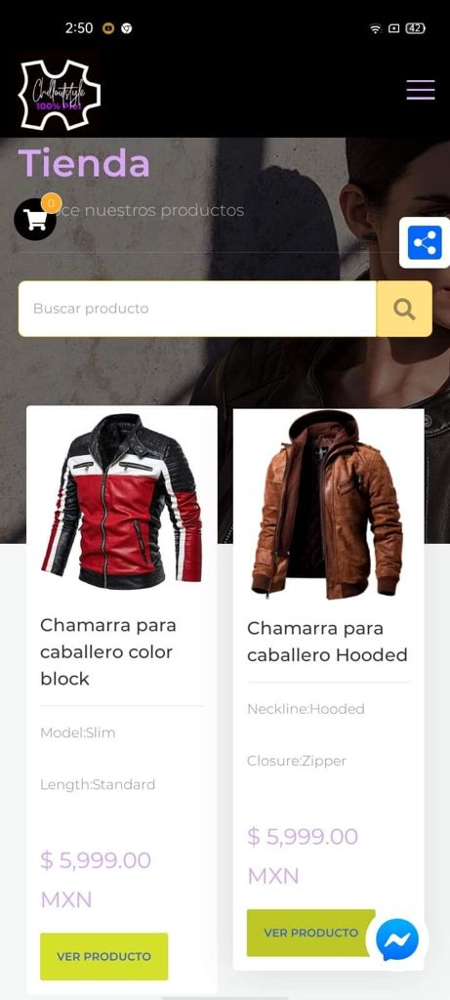 2:50
42
Chilloutstyle
100% Piel
Tienda
0
ce nuestros productos
Buscar producto
Chamarra para
caballero color
block
Model:Slim
Length:Standard
$ 5,999.00
MXN
VER PRODUCTO
Chamarra para
caballero Hooded
Neckline:Hooded
Closure:Zipper
$ 5,999.00
MXN
VER PRODUCTO